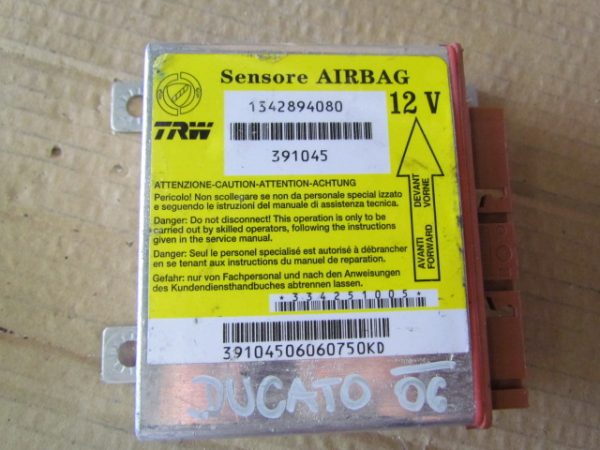 Sensore AIRBAG
1342894080
12 V
TRW
391045
ATTENZIONE-CAUTION-ATTENTION-ACHTUNG
Pericolo! Non scollegare se non da personale special izzato
e seguendo le istruzioni del manuale di assistenza tecnica.
Danger: Do not disconnect! This operation is only to be
carried out by skilled operators, following the instructions
given in the service manual.
Danger: Seul le personel specialisé est autorisé à débrancher
en se tenant aux instructions du manuel de reparation.
Gefahr: nur von Fachpersonal und nach den Anweisungen
des Kundendiensthandbuches abtrennen lassen.
DEVANT
VORNE
AVANTI
FORWARD
*334251005*
39104506060750KD
DUCATO 06